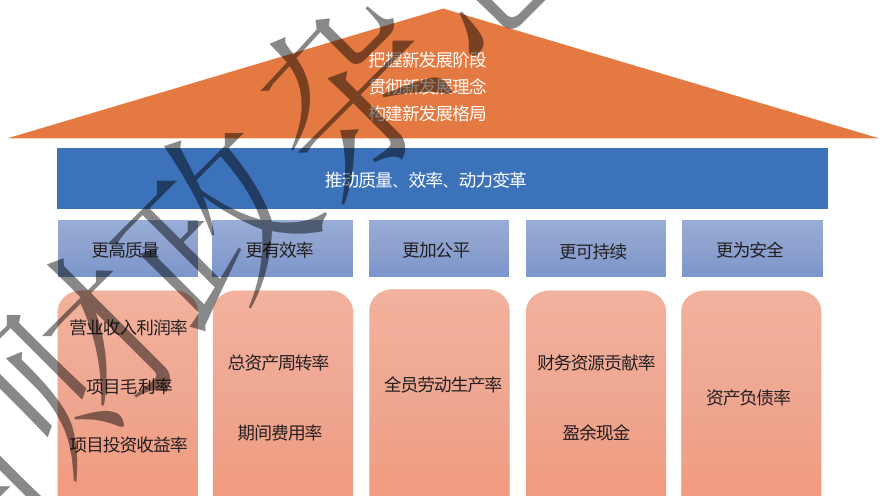 把握新发展阶段
贯彻新发展理念
构建新发展格局
推动质量、效率、动力变革
更高质量
更有效率
更加公平
更可持续
更为安全
营业收入利润率
项目毛利率
项目投资收益率
总资产周转率
期间费用率
全员劳动生产率
财务资源贡献率
盈余现金
资产负债率
财政